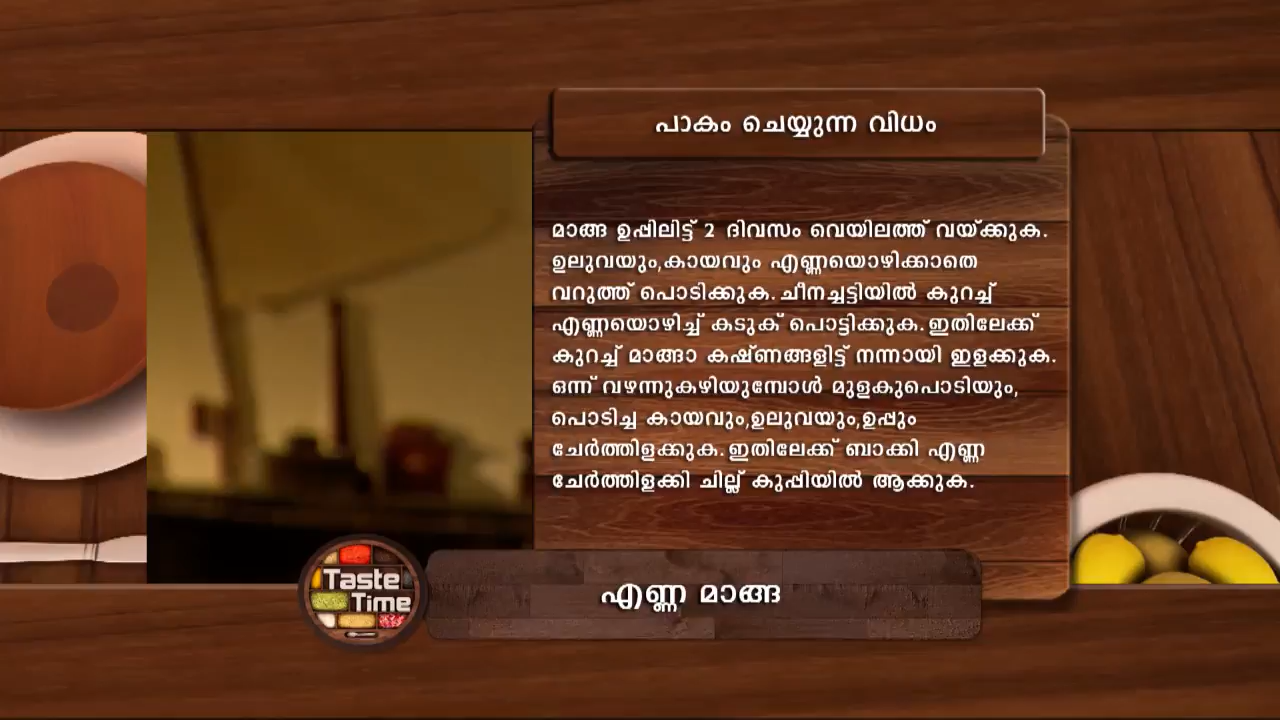 പാകം ചെയ്യുന്ന വിധം
മാങ്ങ ഉപ്പിലിട്ട് 2 ദിവസം വെയിലത്ത് വയ്ക്കുക.
ഉലുവയും,കായവും എണ്ണയൊഴിക്കാതെ
വറുത്ത് പൊടിക്കുക. ചീനച്ചട്ടിയിൽ കുറച്ച്
എണ്ണയൊഴിച്ച് കടുക് പൊട്ടിക്കുക. ഇതിലേക്ക്
കുറച്ച് മാങ്ങാ കഷ്ണങ്ങളിട്ട് നന്നായി ഇളക്കുക.
ഒന്ന് വഴന്നുകഴിയുമ്പോൾ മുളകുപൊടിയും,
പൊടിച്ച കായവും,ഉലുവയും,ഉപ്പും
ചേർത്തിളക്കുക. ഇതിലേക്ക് ബാക്കി എണ്ണ
ചേർത്തിളക്കി ചില്ല് കുപ്പിയിൽ ആക്കുക.
Taste
Time
എണ്ണ മാങ്ങ